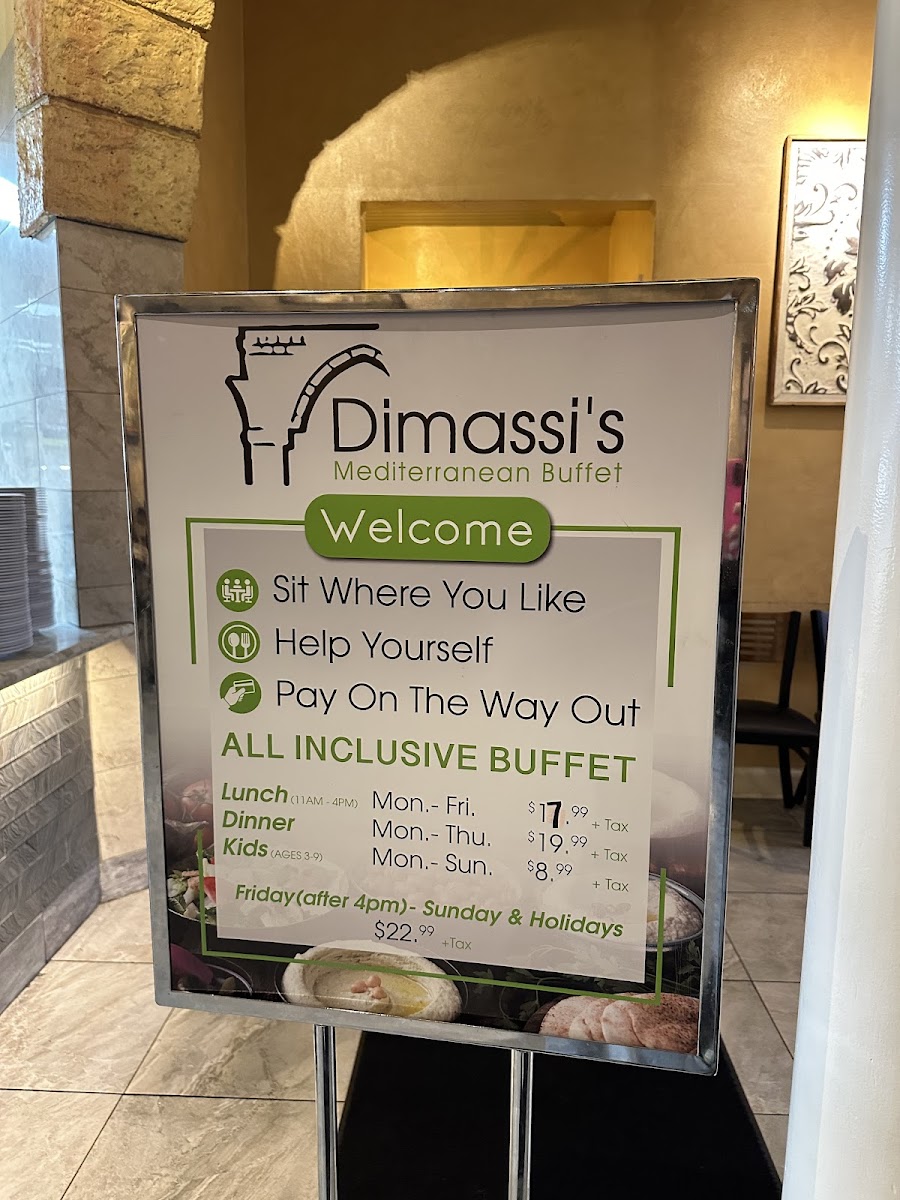 Dimassi's
Mediterranean Buffet
Welcome
Sit Where You Like
Help Yourself
Pay On The Way Out
ALL INCLUSIVE BUFFET
Lunch (11AM - 4PM) Mon.- Fri. $17.99 + Tax
Dinner Mon.- Thu. $19.99 + Tax
Kids (AGES 3-9) Mon.- Sun. $8.99 + Tax
Friday(after 4pm)- Sunday & Holidays
$22.99 +Tax